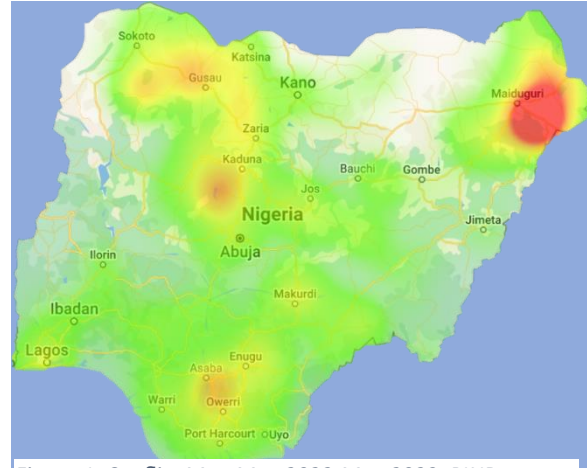 Sokoto
Katsina
Gusau
Kano
Maiduguri
Zaria
Kaduna
Bauchi
Gombe
Jos
Nigeria
Abuja
Jimeta
Ilorin
Makurdi
Ibadan
Lagos
Enugu
Asaba
Warri
Owerri
Port Harcourt
Uyo